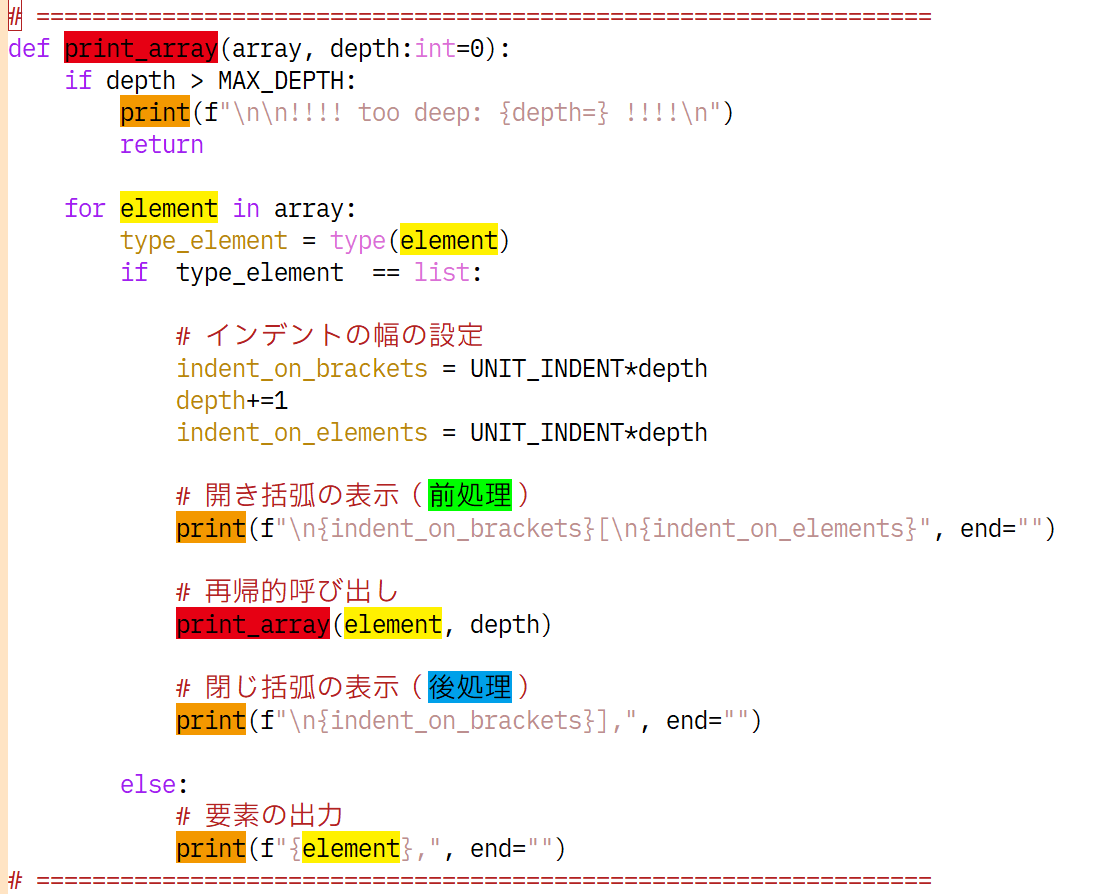 # ================================================================
def print_array(array, depth:int=0):
    if depth > MAX_DEPTH:
        print(f"\n\n!!!! too deep: {depth=} !!!!\n")
        return

    for element in array:
        type_element = type(element)
        if  type_element  == list:

            # インデントの幅の設定
            indent_on_brackets = UNIT_INDENT*depth
            depth+=1
            indent_on_elements = UNIT_INDENT*depth

            # 開き括弧の表示（前処理）
            print(f"\n{indent_on_brackets}[\n{indent_on_elements}", end="")

            # 再帰的呼び出し
            print_array(element, depth)

            # 閉じ括弧の表示（後処理）
            print(f"\n{indent_on_brackets}],", end="")

        else:
            # 要素の出力
            print(f"{element},", end="")
# ================================================================